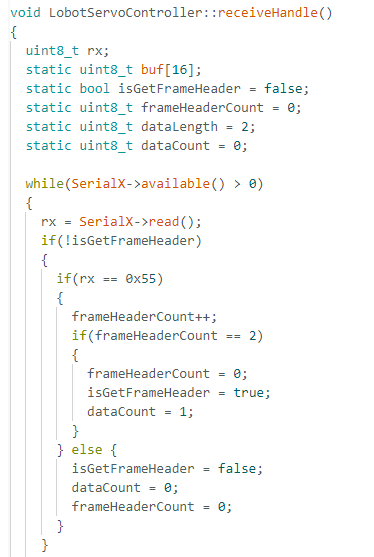 void LobotServoController::receiveHandle()
{
  uint8_t rx;
  static uint8_t buf[16];
  static bool isGetFrameHeader = false;
  static uint8_t frameHeaderCount = 0;
  static uint8_t dataLength = 2;
  static uint8_t dataCount = 0;

  while(SerialX->available() > 0)
  {
    rx = SerialX->read();
    if(!isGetFrameHeader)
    {
      if(rx == 0x55)
      {
        frameHeaderCount++;
        if(frameHeaderCount == 2)
        {
          frameHeaderCount = 0;
          isGetFrameHeader = true;
          dataCount = 1;
        }
      } else {
        isGetFrameHeader = false;
        dataCount = 0;
        frameHeaderCount = 0;
      }
    }